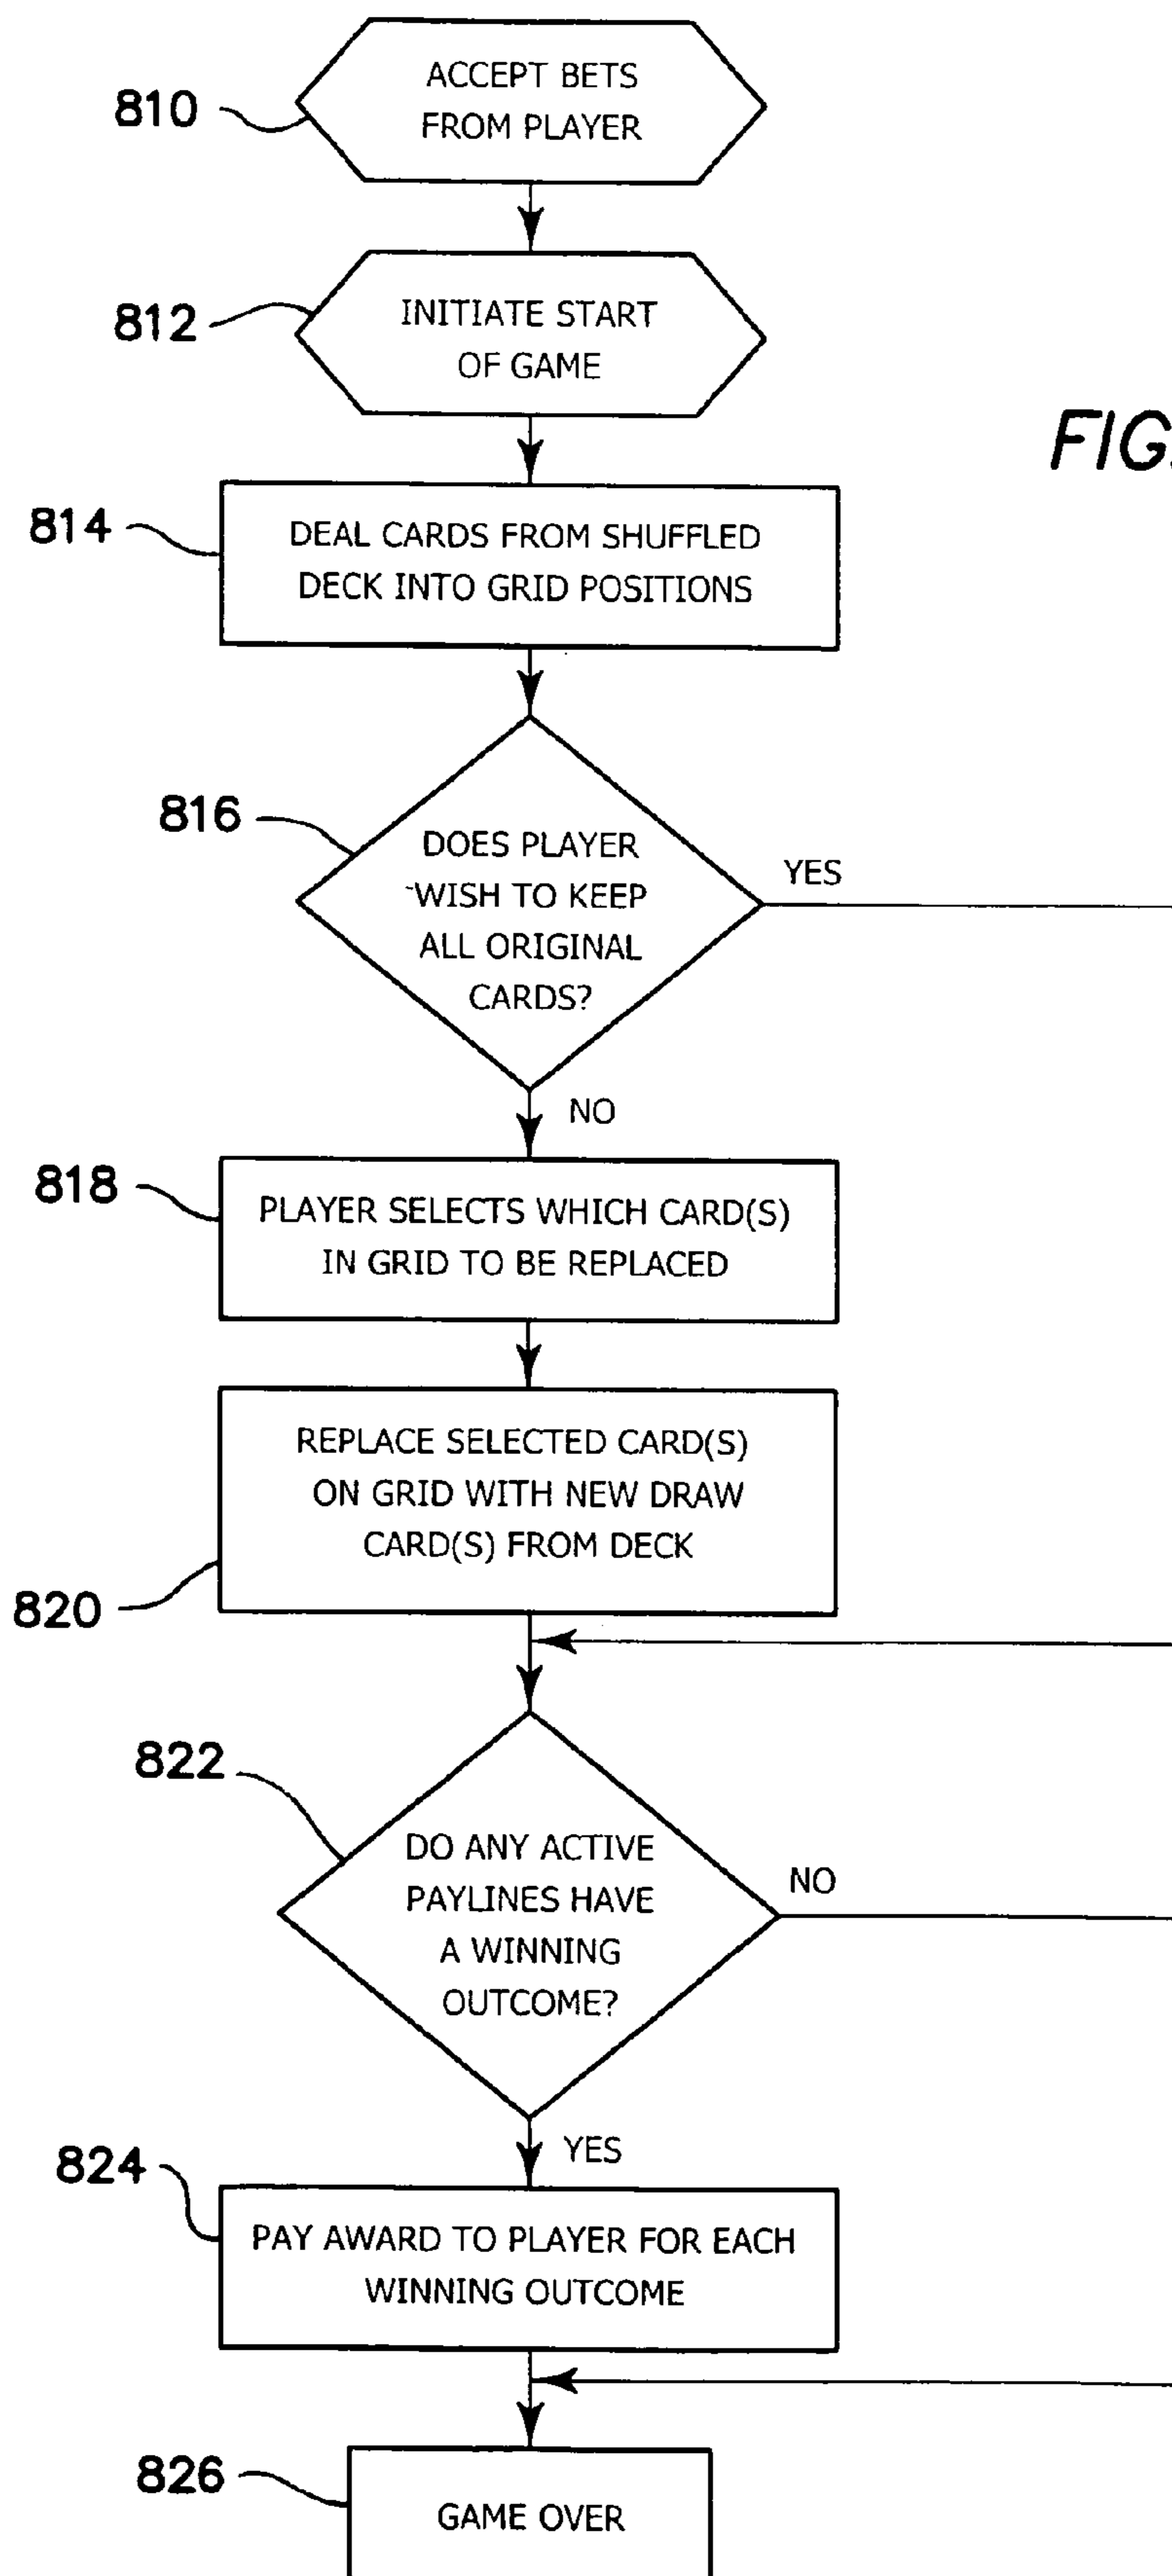 810
ACCEPT BETS
FROM PLAYER
812
INITIATE START
OF GAME
FIG.
814
DEAL CARDS FROM SHUFFLED
DECK INTO GRID POSITIONS
816
DOES PLAYER
WISH TO KEEP
ALL ORIGINAL
CARDS?
YES
NO
818
PLAYER SELECTS WHICH CARD(S)
IN GRID TO BE REPLACED
REPLACE SELECTED CARD(S)
ON GRID WITH NEW DRAW
CARD(S) FROM DECK
820
822
DO ANY ACTIVE
PAYLINES HAVE
A WINNING
OUTCOME?
NO
YES
824
PAY AWARD TO PLAYER FOR EACH
WINNING OUTCOME
826
GAME OVER